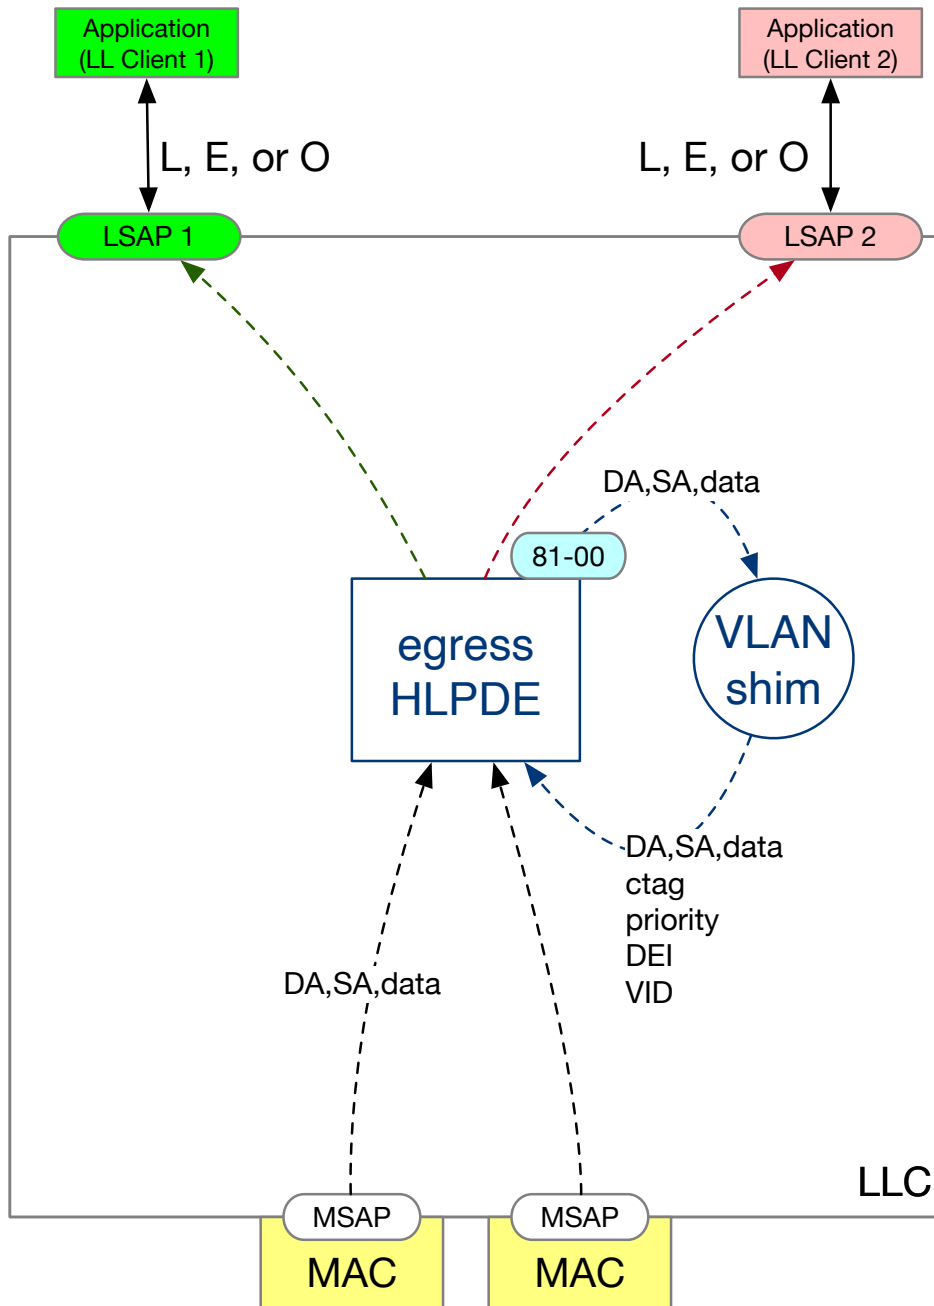 Application
(LL Client 1)
Application
(LL Client 2)
L, E, or O
L, E, or O
LSAP 1
LSAP 2
DA,SA,data
81-00
egress
HLPDE
VLAN
shim
DA,SA,data
ctag
priority
DEI
VID
DA,SA,data
LLC
MSAP
MSAP
MAC
MAC